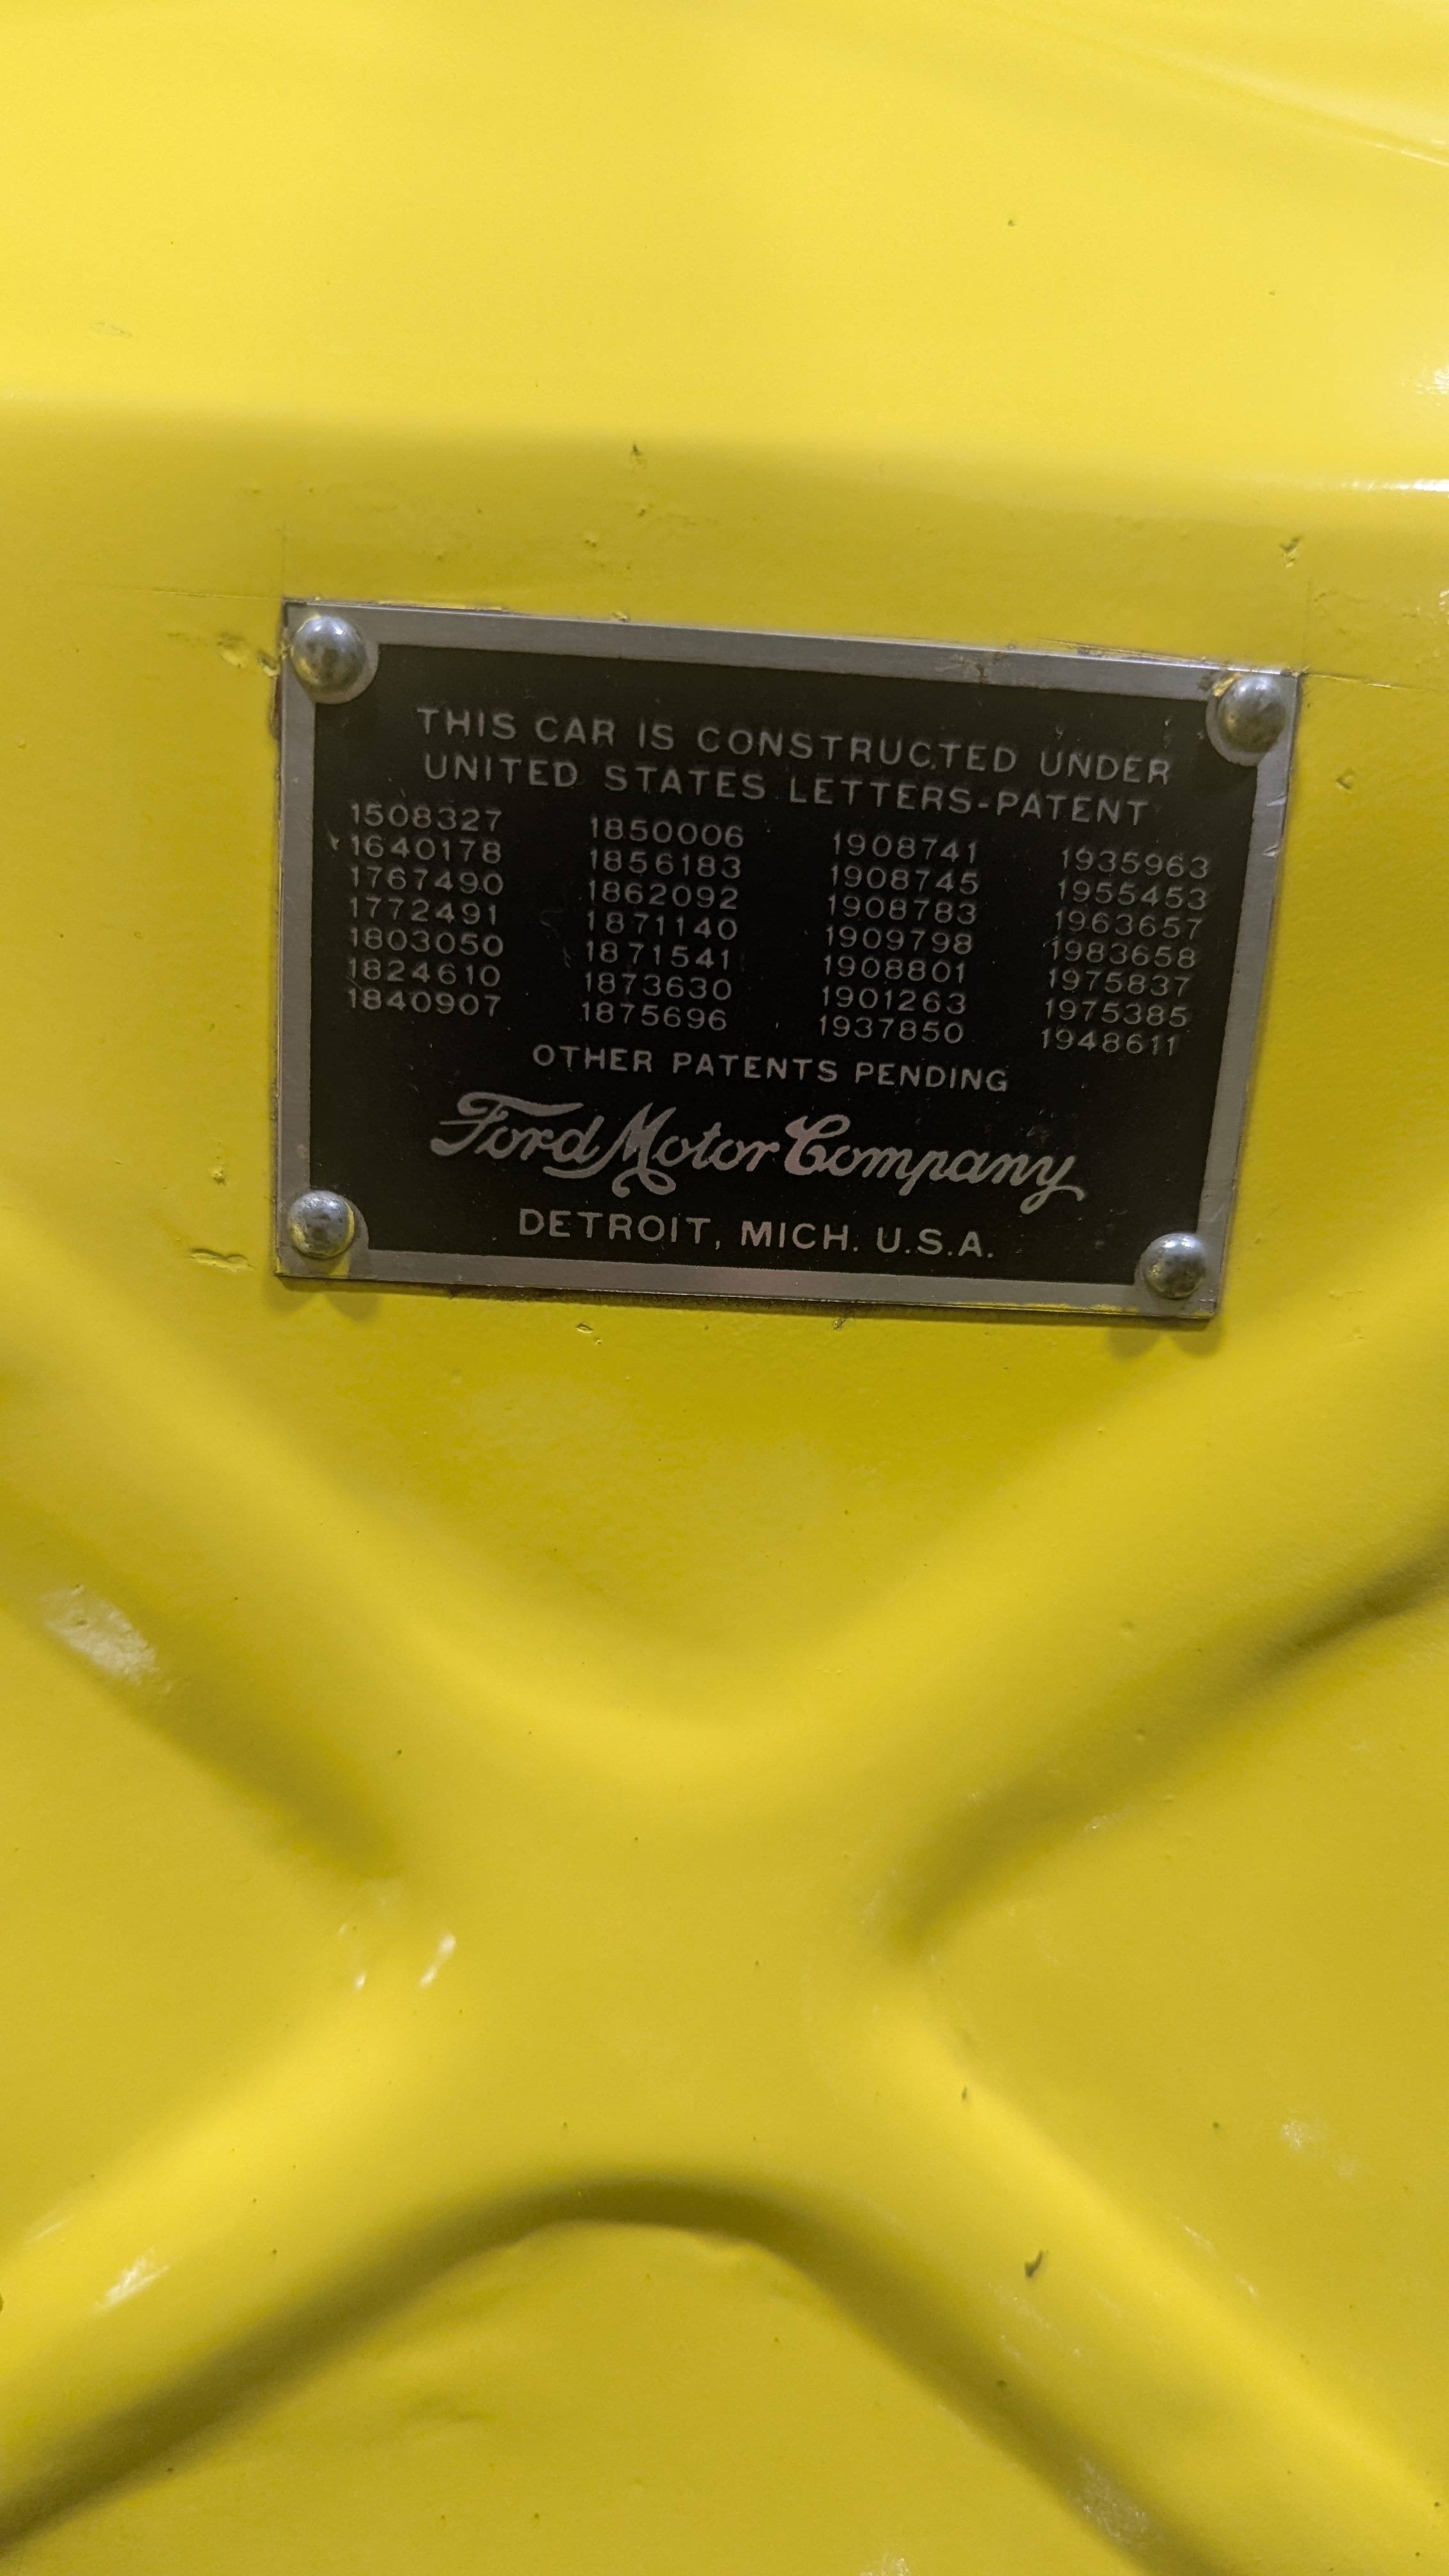 THIS CAR IS CONSTRUCTED UNDER
UNITED STATES LETTERS-PATENT
1508327 1850006 1908741 1935963
1640178 1856183 1908745 1955453
1767490 1862092 1908783 1963657
1772491 1871140 1909798 1983658
1803050 1871541 1908801 1975837
1824610 1873630 1901263 1975385
1840907 1875696 1937850 1948611
OTHER PATENTS PENDING
Ford Motor Company
DETROIT, MICH. U.S.A.